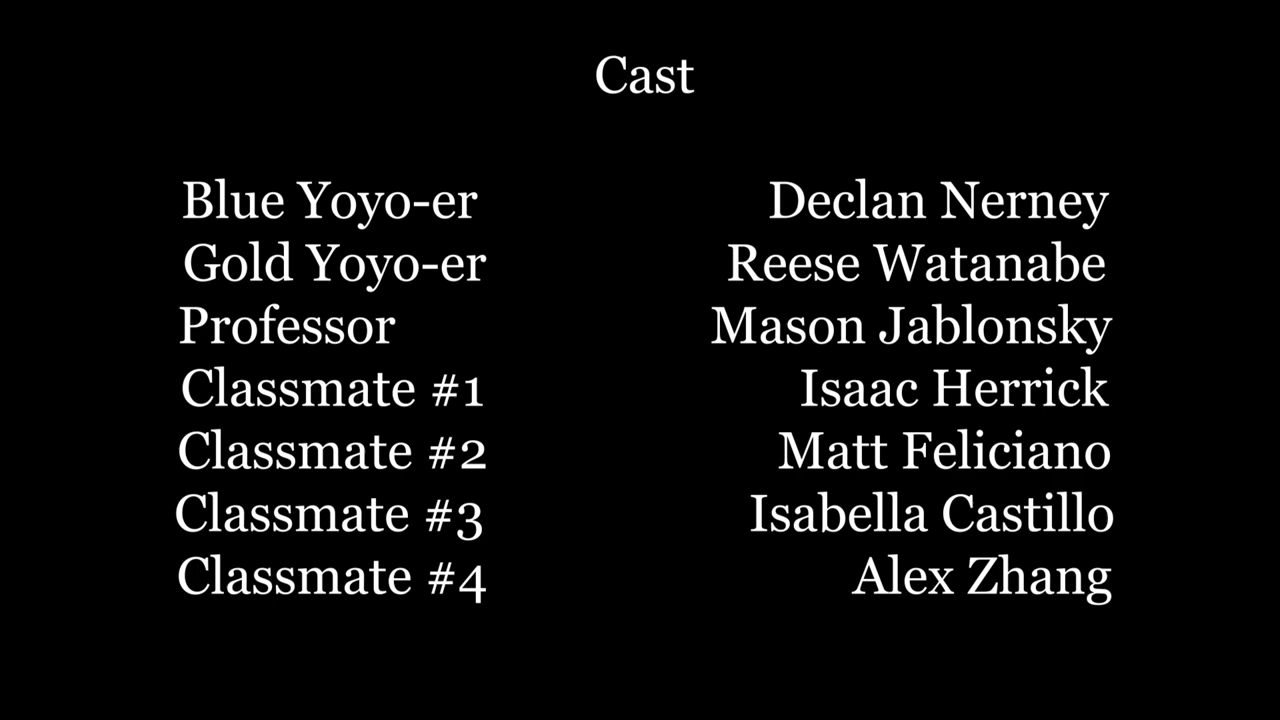 Cast
Blue Yoyo-er Declan Nerney
Gold Yoyo-er Reese Watanabe
Professor Mason Jablonsky
Classmate #1 Isaac Herrick
Classmate #2 Matt Feliciano
Classmate #3 Isabella Castillo
Classmate #4 Alex Zhang